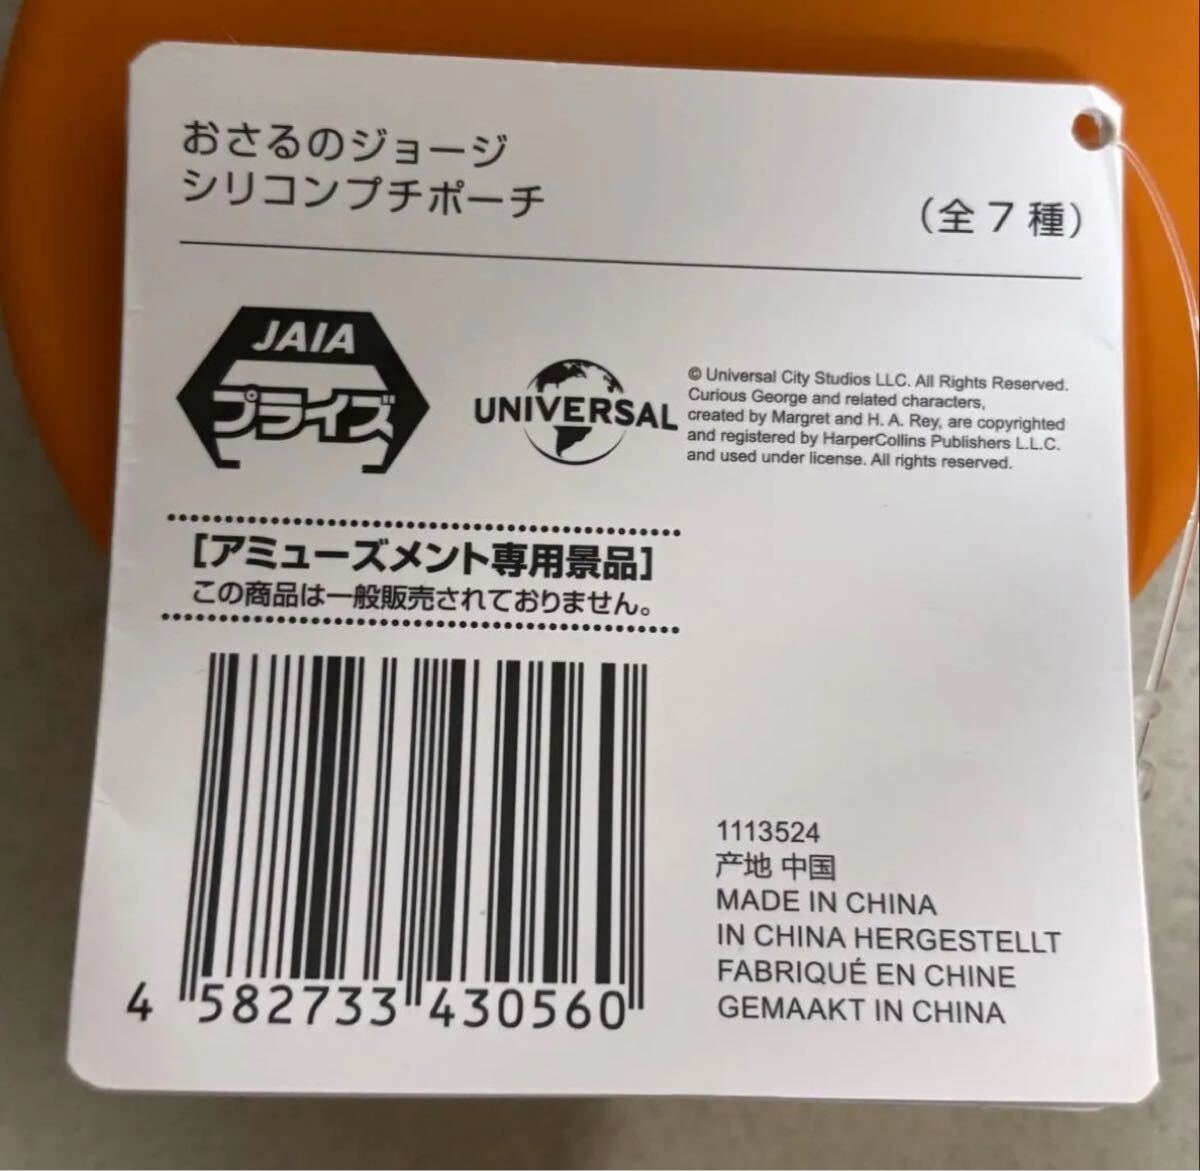 おさるのジョージ
シリコンプチポーチ
（全7種）
JAIA
プライズ
UNIVERSAL
© Universal City Studios LLC. All Rights Reserved.
Curious George and related characters,
created by Margret and H. A. Rey, are copyrighted
and registered by HarperCollins Publishers L.L.C.
and used under license. All rights reserved.
[アミューズメント専用景品]
この商品は一般販売されておりません。
4 582733 430560
1113524
产地 中国
MADE IN CHINA
IN CHINA HERGESTELLT
FABRIQUÉ EN CHINE
GEMAAKT IN CHINA